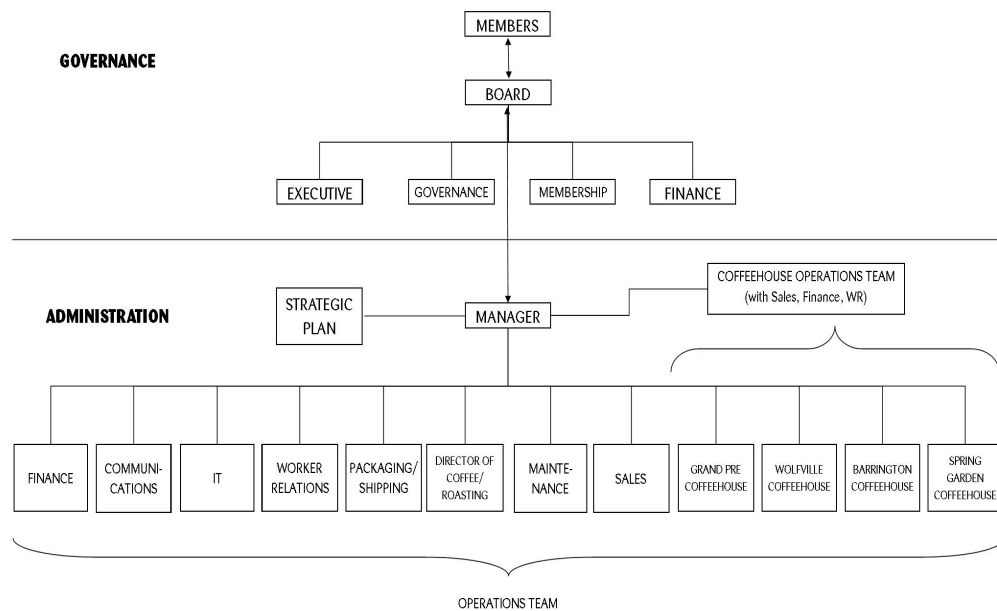 MEMBERS
GOVERNANCE
BOARD
EXECUTIVE
GOVERNANCE
MEMBERSHIP
FINANCE
COFFEEHOUSE OPERATIONS TEAM
(with Sales, Finance, WR)
STRATEGIC
PLAN
ADMINISTRATION
MANAGER
FINANCE
COMMUNI-
CATIONS
IT
WORKER
RELATIONS
PACKAGING/
SHIPPING
DIRECTOR OF
COFFEE/
ROASTING
MAINTE-
NANCE
SALES
GRAND PRE
COFFEEHOUSE
WOLFVILLE
COFFEEHOUSE
BARRINGTON
COFFEEHOUSE
SPRING
GARDEN
COFFEEHOUSE
OPERATIONS TEAM